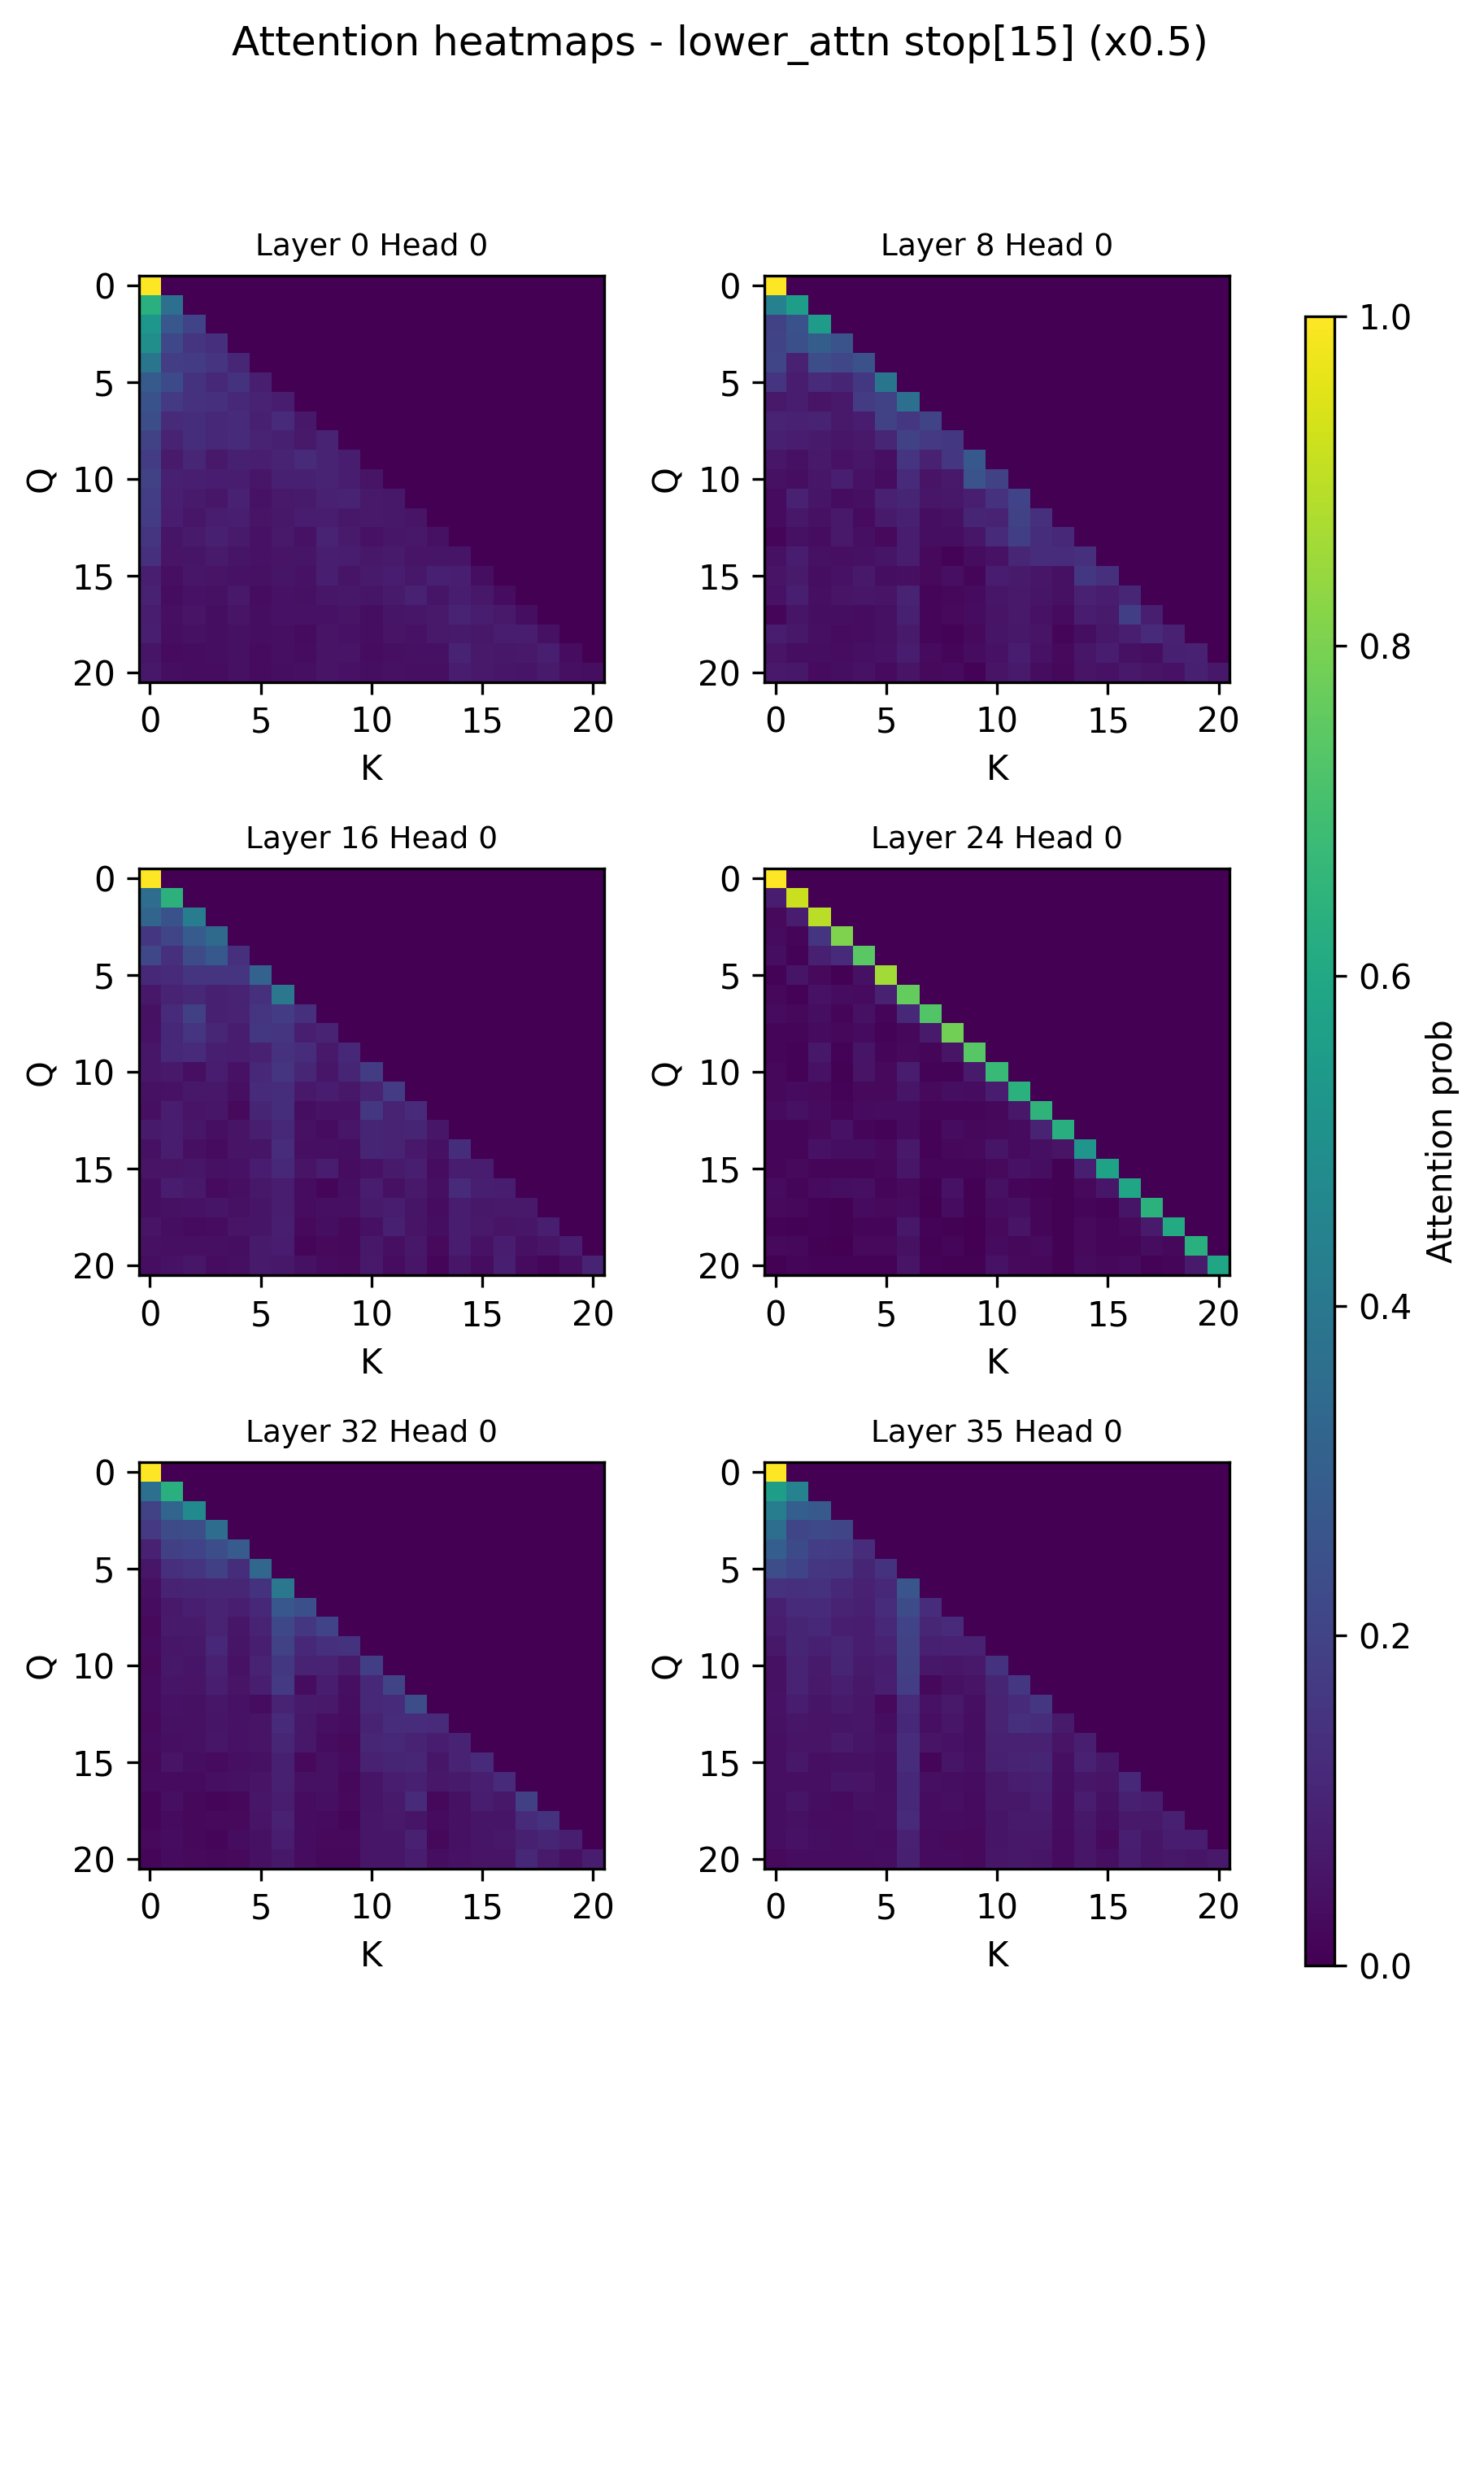 Attention heatmaps - lower_attn stop[15] (x0.5)
Layer 0 Head 0
Q
0
5
10
15
20
0 5 10 15 20
K
Layer 8 Head 0
Q
0
5
10
15
20
0 5 10 15 20
K
Layer 16 Head 0
Q
0
5
10
15
20
0 5 10 15 20
K
Layer 24 Head 0
Q
0
5
10
15
20
0 5 10 15 20
K
Layer 32 Head 0
Q
0
5
10
15
20
0 5 10 15 20
K
Layer 35 Head 0
Q
0
5
10
15
20
0 5 10 15 20
K
1.0
0.8
0.6
0.4
0.2
0.0
Attention prob